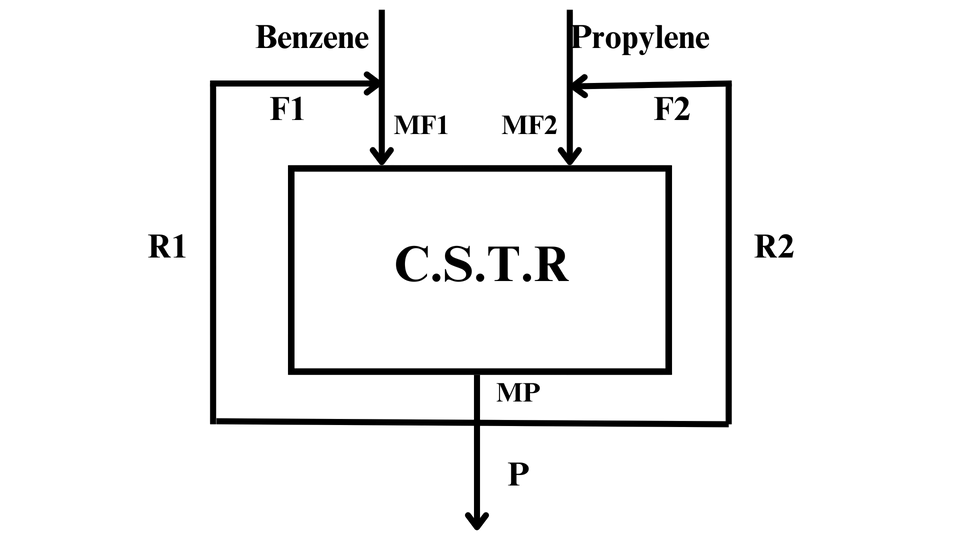 Benzene
Propylene
F1
F2
MF1
MF2
R1
C.S.T.R
R2
MP
P